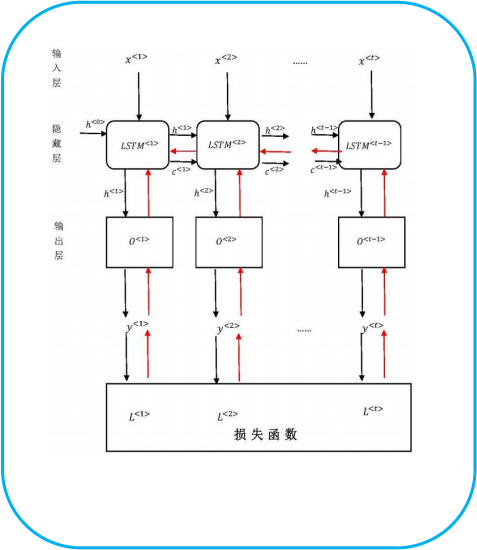 输入层
x<1> x<2> ...... x<t>
隐藏层
h<0> h<1> h<2> h<t-1>
LSTM<1> LSTM<2> LSTM<t-1>
c<1> c<2> c<t-1>
h<1> h<2> h<t-1>
输出层
O<1> O<2> O<t-1>
y<1> y<2> ...... y<t>
L<1> L<2> L<t>
损失函数